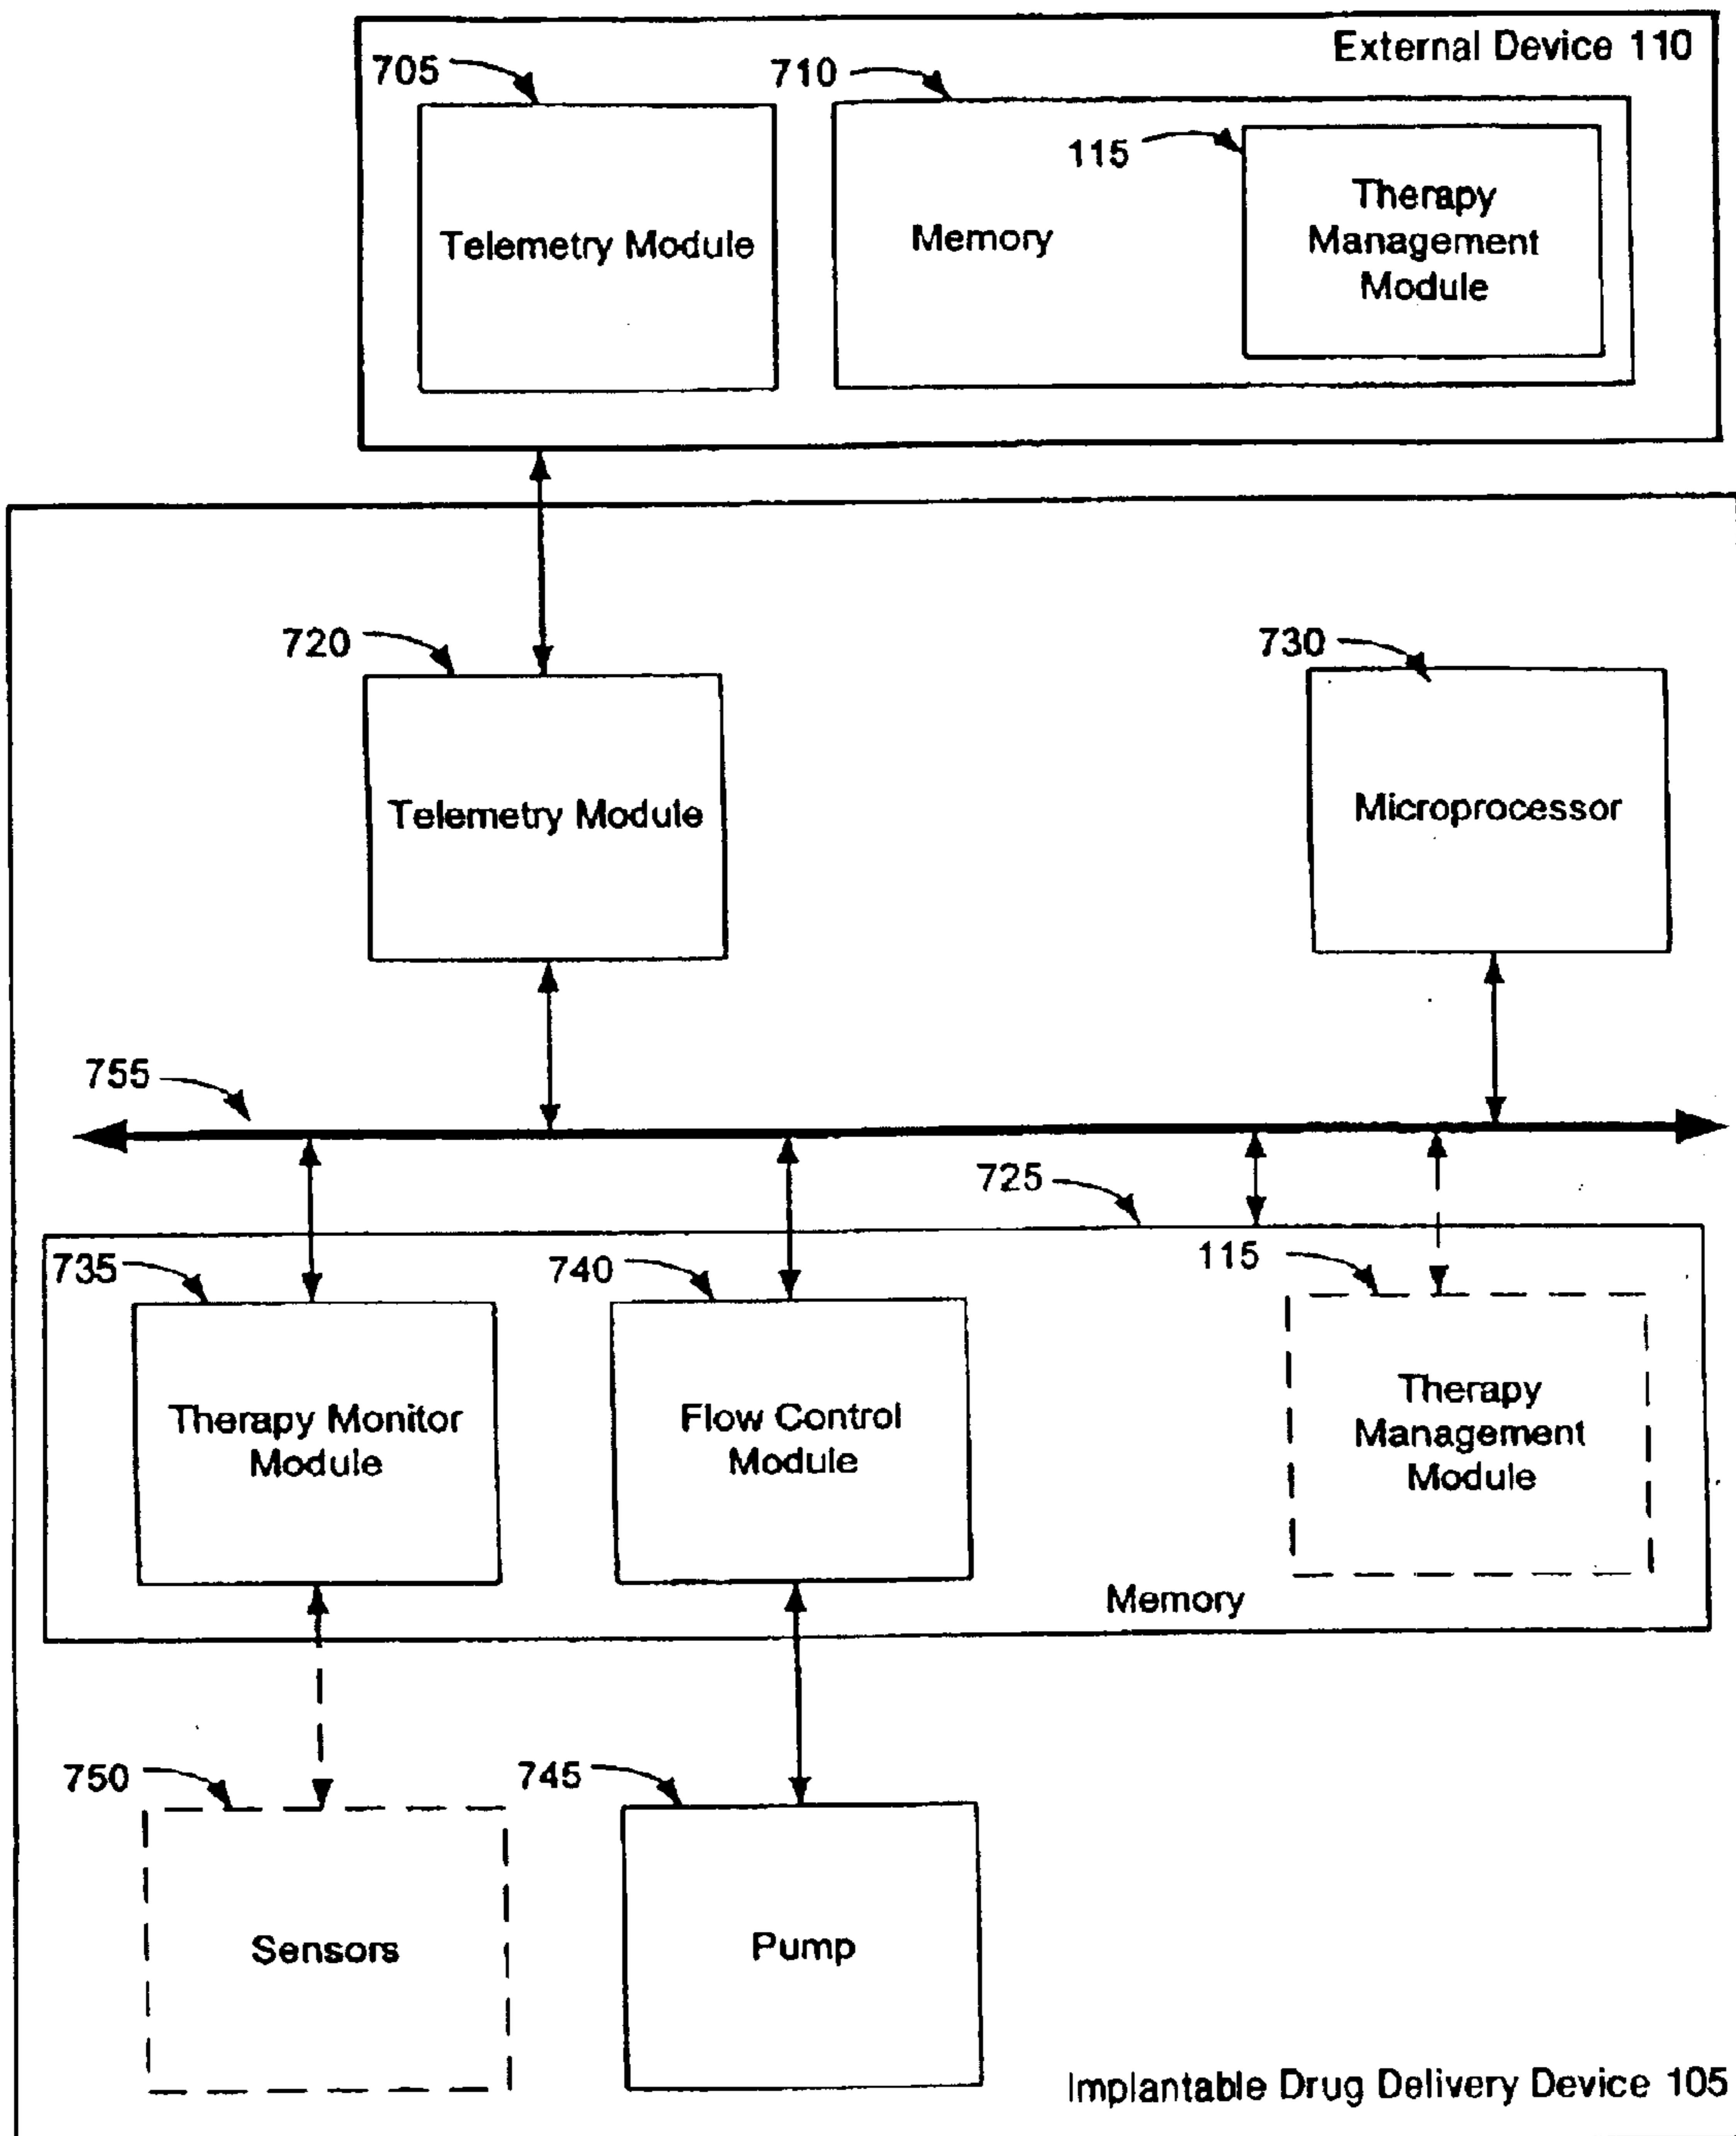 External Device 110
705
710
115
Telemetry Module
Memory
Therapy
Management
Module
720
730
Telemetry Module
Microprocessor
755
725
735
740
115
Therapy Monitor
Module
Flow Control
Module
Therapy
Management
Module
Memory
750
745
Sensors
Pump
Implantable Drug Delivery Device 105